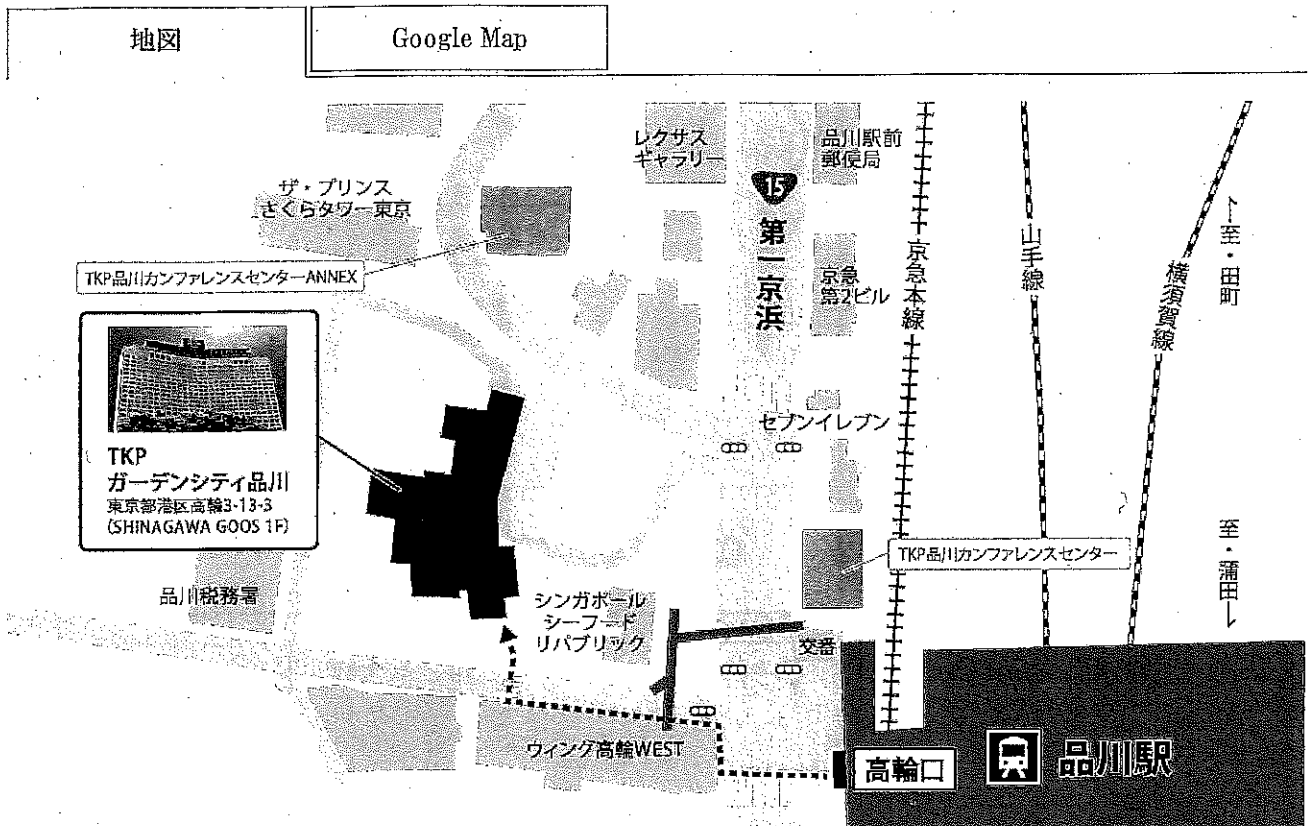 地図
Google Map
レクサス
ギャラリー
品川駅前
郵便局
15
第一京浜
ザ・プリンス
さくらタワー東京
TKP品川カンファレンスセンターANNEX
京急
第2ビル
京急本線
山手線
横須賀線
至・田町
TKP
ガーデンシティ品川
東京都港区高輪3-13-3
(SHINAGAWA GOOS 1F)
セブンイレブン
TKP品川カンファレンスセンター
至・蒲田
品川税務署
シンガポール
シーフード
リパブリック
交番
ウィング高輪WEST
高輪口
品川駅